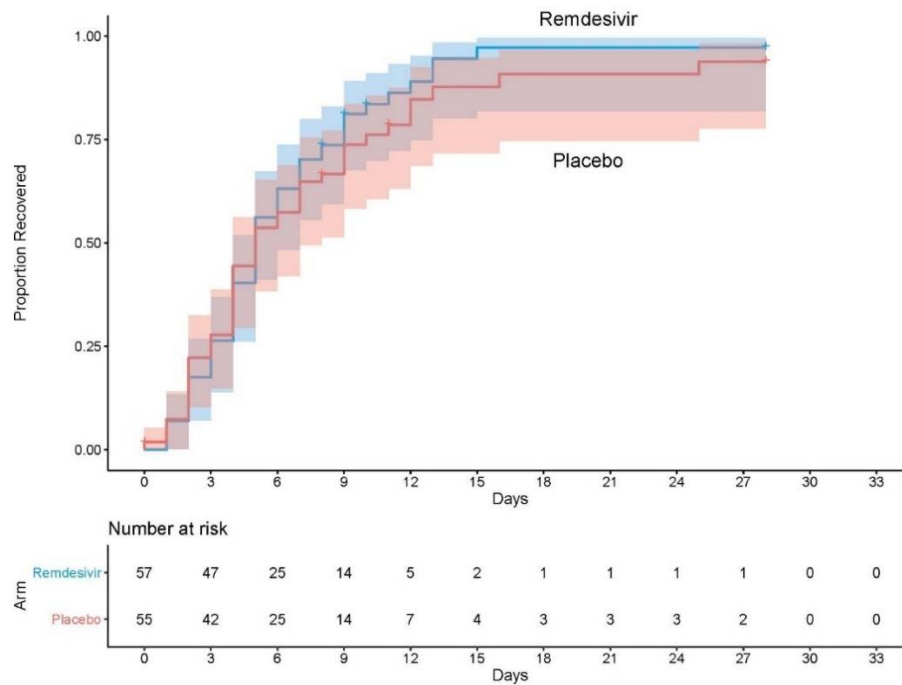 Remdesivir
1.00
0.75
Placebo
0.50
0.25
0.00
Proportion Recovered
0 3 6 9 12 15 18 21 24 27 30 33
Days
Number at risk
Arm
Remdesivir 57 47 25 14 5 2 1 1 1 1 0 0
Placebo 55 42 25 14 7 4 3 3 3 2 0 0
0 3 6 9 12 15 18 21 24 27 30 33
Days